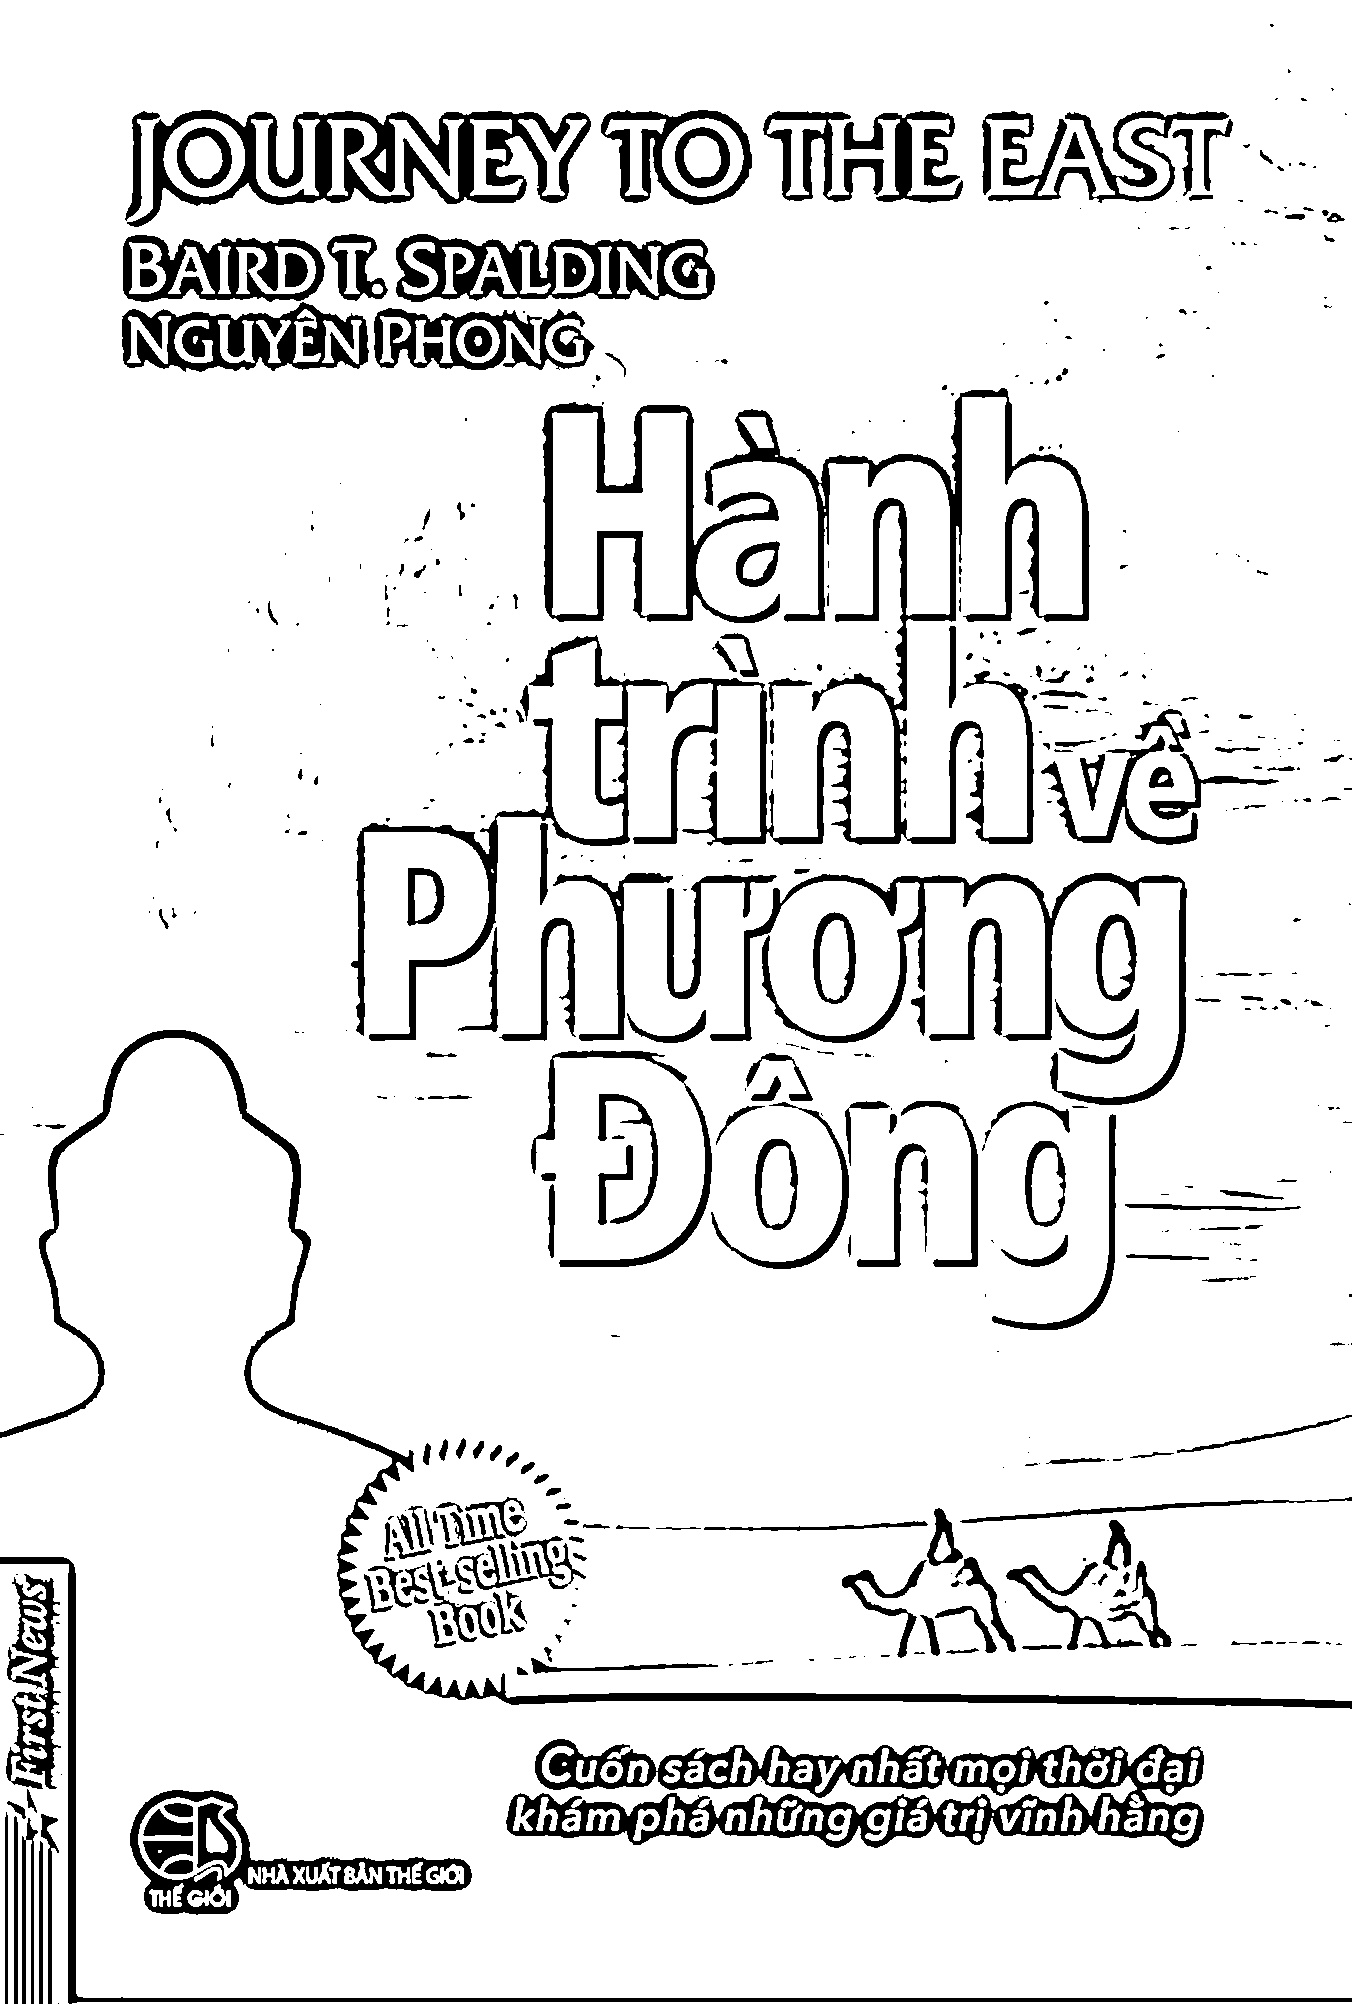 JOURNEY TO THE EAST
BAIRD T. SPALDING
NGUYÊN PHONG
Hành
trình về
Phương
Đông
All Time
Best-selling
Book
First News
Cuốn sách hay nhất mọi thời đại
khám phá những giá trị vĩnh hằng
THẾ GIỚI
NHÀ XUẤT BẢN THẾ GIỚI